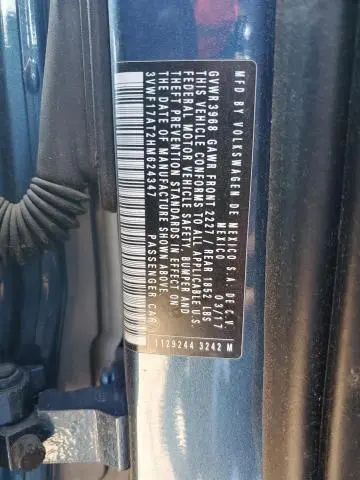 MFD BY VOLKSWAGEN DE MEXICO S.A. DE C.V.
MEXICO 03/17
GVWR 3968 GAWR FRONT 2227 REAR 1852 LBS
THIS VEHICLE CONFORMS TO ALL APPLICABLE U.S.
FEDERAL MOTOR VEHICLE SAFETY BUMPER AND
THEFT PREVENTION STANDARDS IN EFFECT ON
THE DATE OF MANUFACTURE SHOWN ABOVE.
3VWF17AT2HM624347 PASSENGER CAR
1129244 3242 M